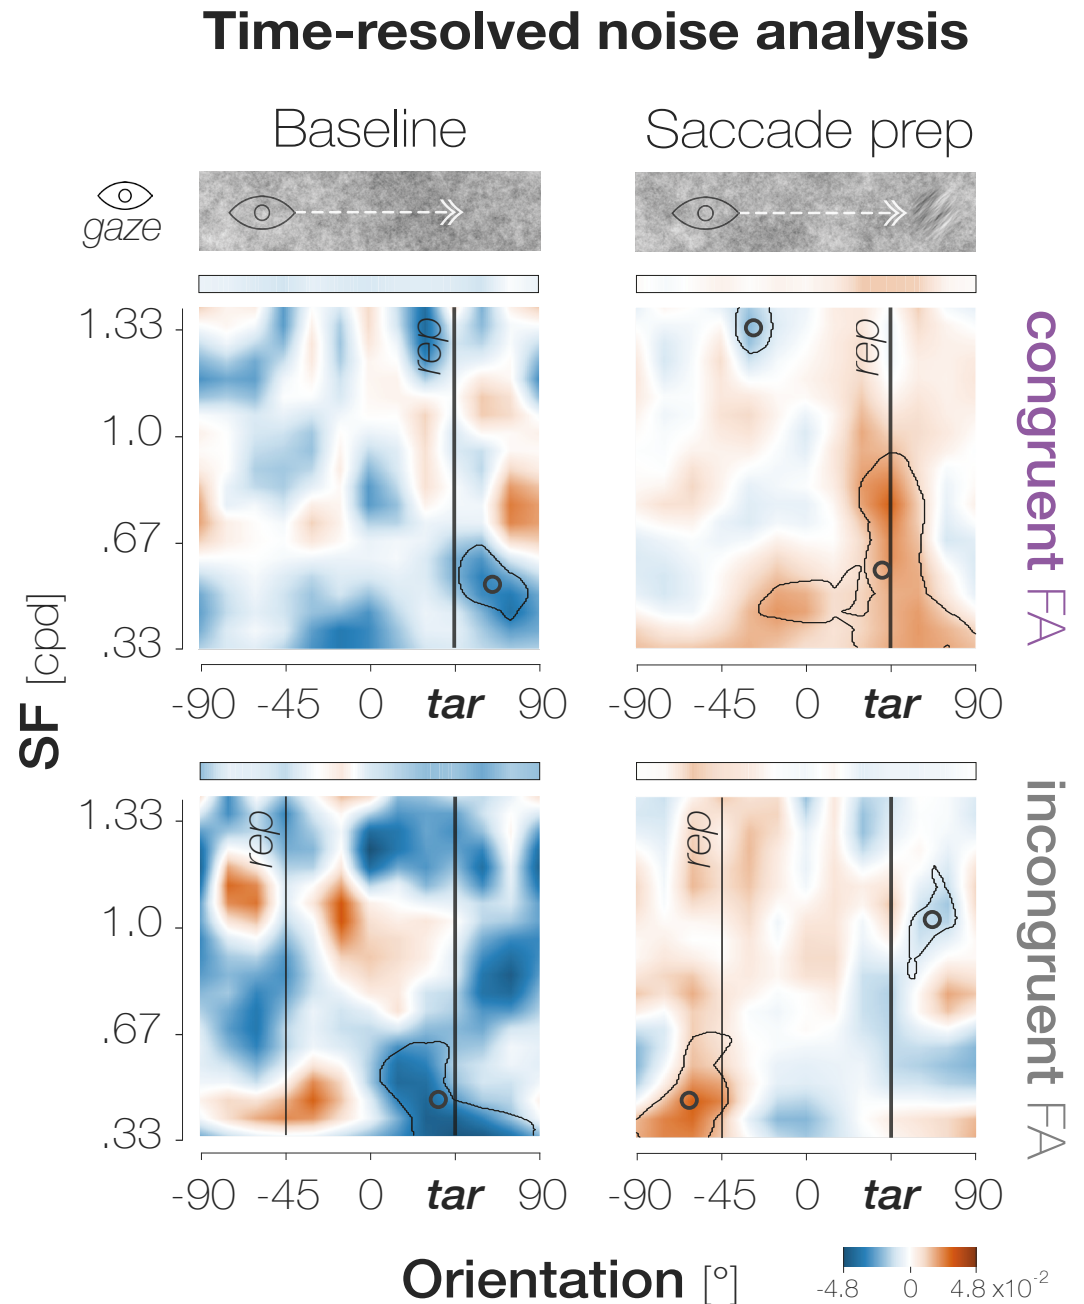 Time-resolved noise analysis
Baseline
Saccade prep
gaze
1.33
1.0
.67
.33
rep
rep
congruent FA
-90 -45 0 tar 90
-90 -45 0 tar 90
SF [cpd]
1.33
1.0
.67
.33
rep
rep
incongruent FA
-90 -45 0 tar 90
-90 -45 0 tar 90
Orientation [°]
-4.8 0 4.8 x10-2